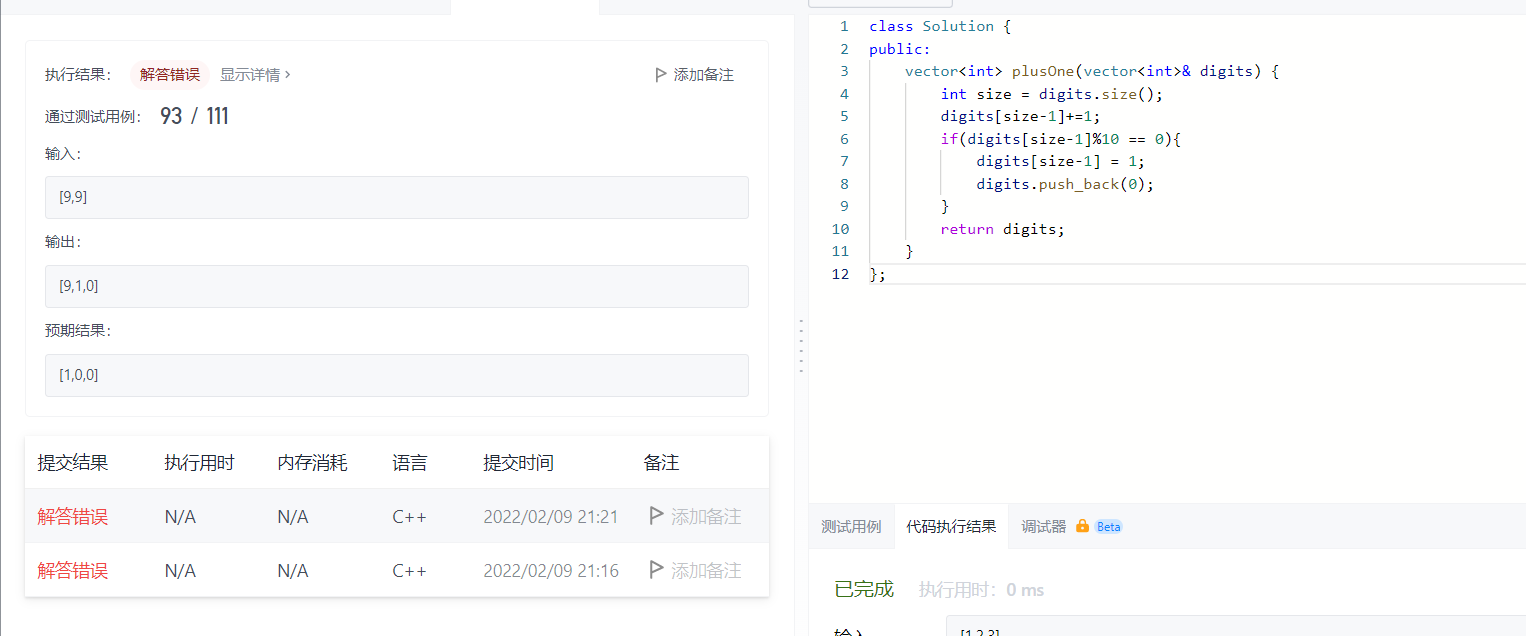 执行结果： 解答错误 显示详情 > 添加备注
通过测试用例： 93 / 111
输入：
[9,9]
输出：
[9,1,0]
预期结果：
[1,0,0]
提交结果 执行用时 内存消耗 语言 提交时间 备注
解答错误 N/A N/A C++ 2022/02/09 21:21 添加备注
解答错误 N/A N/A C++ 2022/02/09 21:16 添加备注
1 class Solution {
2 public:
3 vector<int> plusOne(vector<int>& digits) {
4 int size = digits.size();
5 digits[size-1]+=1;
6 if(digits[size-1]%10 == 0){
7 digits[size-1] = 1;
8 digits.push_back(0);
9 }
10 return digits;
11 }
12 };
测试用例 代码执行结果 调试器 Beta
已完成 执行用时：0 ms
输入 [1,2,3]